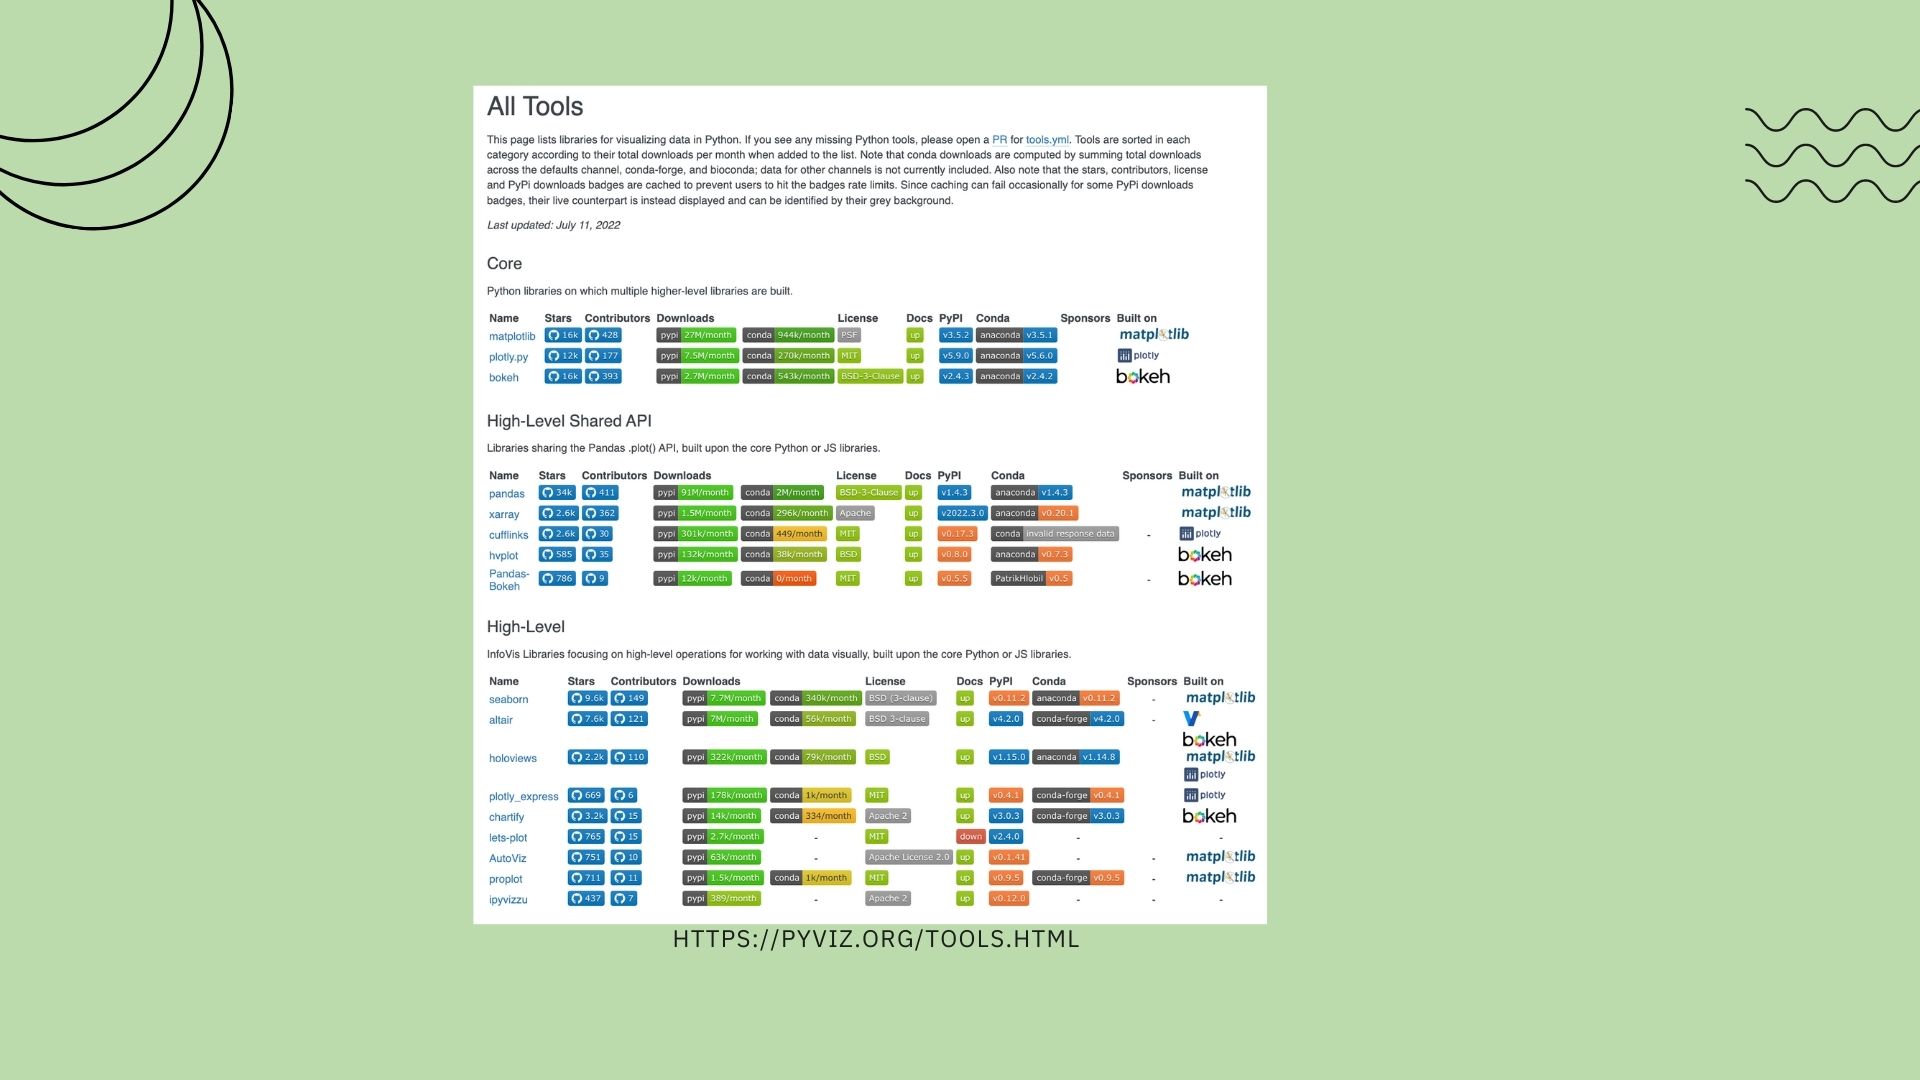 All Tools
This page lists libraries for visualizing data in Python. If you see any missing Python tools, please open a PR for tools.yml. Tools are sorted in each
category according to their total downloads per month when added to the list. Note that conda downloads are computed by summing total downloads
across the defaults channel, conda-forge, and bioconda; data for other channels is not currently included. Also note that the stars, contributors, license
and PyPi downloads badges are cached to prevent users to hit the badges rate limits. Since caching can fail occasionally for some PyPi downloads
badges, their live counterpart is instead displayed and can be identified by their grey background.
Last updated: July 11, 2022
Core
Python libraries on which multiple higher-level libraries are built.
Name Stars Contributors Downloads License Docs PyPI Conda Sponsors Built on
matplotlib 16k 428 pypi 27M/month conda 944k/month PSF up v3.5.2 anaconda v3.5.1 matplotlib
plotly.py 12k 177 pypi 7.5M/month conda 270k/month MIT up v5.9.0 anaconda v5.6.0 plotly
bokeh 16k 393 pypi 2.7M/month conda 543k/month BSD-3-Clause up v2.4.3 anaconda v2.4.2 bokeh
High-Level Shared API
Libraries sharing the Pandas .plot() API, built upon the core Python or JS libraries.
Name Stars Contributors Downloads License Docs PyPI Conda Sponsors Built on
pandas 34k 411 pypi 91M/month conda 2M/month BSD-3-Clause up v1.4.3 anaconda v1.4.3 matplotlib
xarray 2.6k 362 pypi 1.5M/month conda 296k/month Apache up v2022.3.0 anaconda v0.20.1 matplotlib
cufflinks 2.6k 30 pypi 301k/month conda 449/month MIT up v0.17.3 conda invalid response data - plotly
hvplot 585 35 pypi 132k/month conda 38k/month BSD up v0.8.0 anaconda v0.7.3 bokeh
Pandas-
Bokeh 786 9 pypi 12k/month conda 0/month MIT up v0.5.5 PatrikHlobil v0.5 - bokeh
High-Level
InfoVis Libraries focusing on high-level operations for working with data visually, built upon the core Python or JS libraries.
Name Stars Contributors Downloads License Docs PyPI Conda Sponsors Built on
seaborn 9.6k 149 pypi 7.7M/month conda 340k/month BSD (3-clause) up v0.11.2 anaconda v0.11.2 - matplotlib
altair 7.6k 121 pypi 7M/month conda 56k/month BSD 3-clause up v4.2.0 conda-forge v4.2.0 - V
bokeh
holoviews 2.2k 110 pypi 322k/month conda 79k/month BSD up v1.15.0 anaconda v1.14.8 matplotlib
plotly
plotly_express 669 6 pypi 178k/month conda 1k/month MIT up v0.4.1 conda-forge v0.4.1 plotly
chartify 3.2k 15 pypi 14k/month conda 334/month Apache 2 up v3.0.3 conda-forge v3.0.3 bokeh
lets-plot 765 15 pypi 2.7k/month - MIT down v2.4.0 - -
AutoViz 751 10 pypi 63k/month - Apache License 2.0 up v0.1.41 - - matplotlib
proplot 711 11 pypi 1.5k/month conda 1k/month MIT up v0.9.5 conda-forge v0.9.5 - matplotlib
ipyvizzu 437 7 pypi 389/month - Apache 2 up v0.12.0 - - -
HTTPS://PYVIZ.ORG/TOOLS.HTML